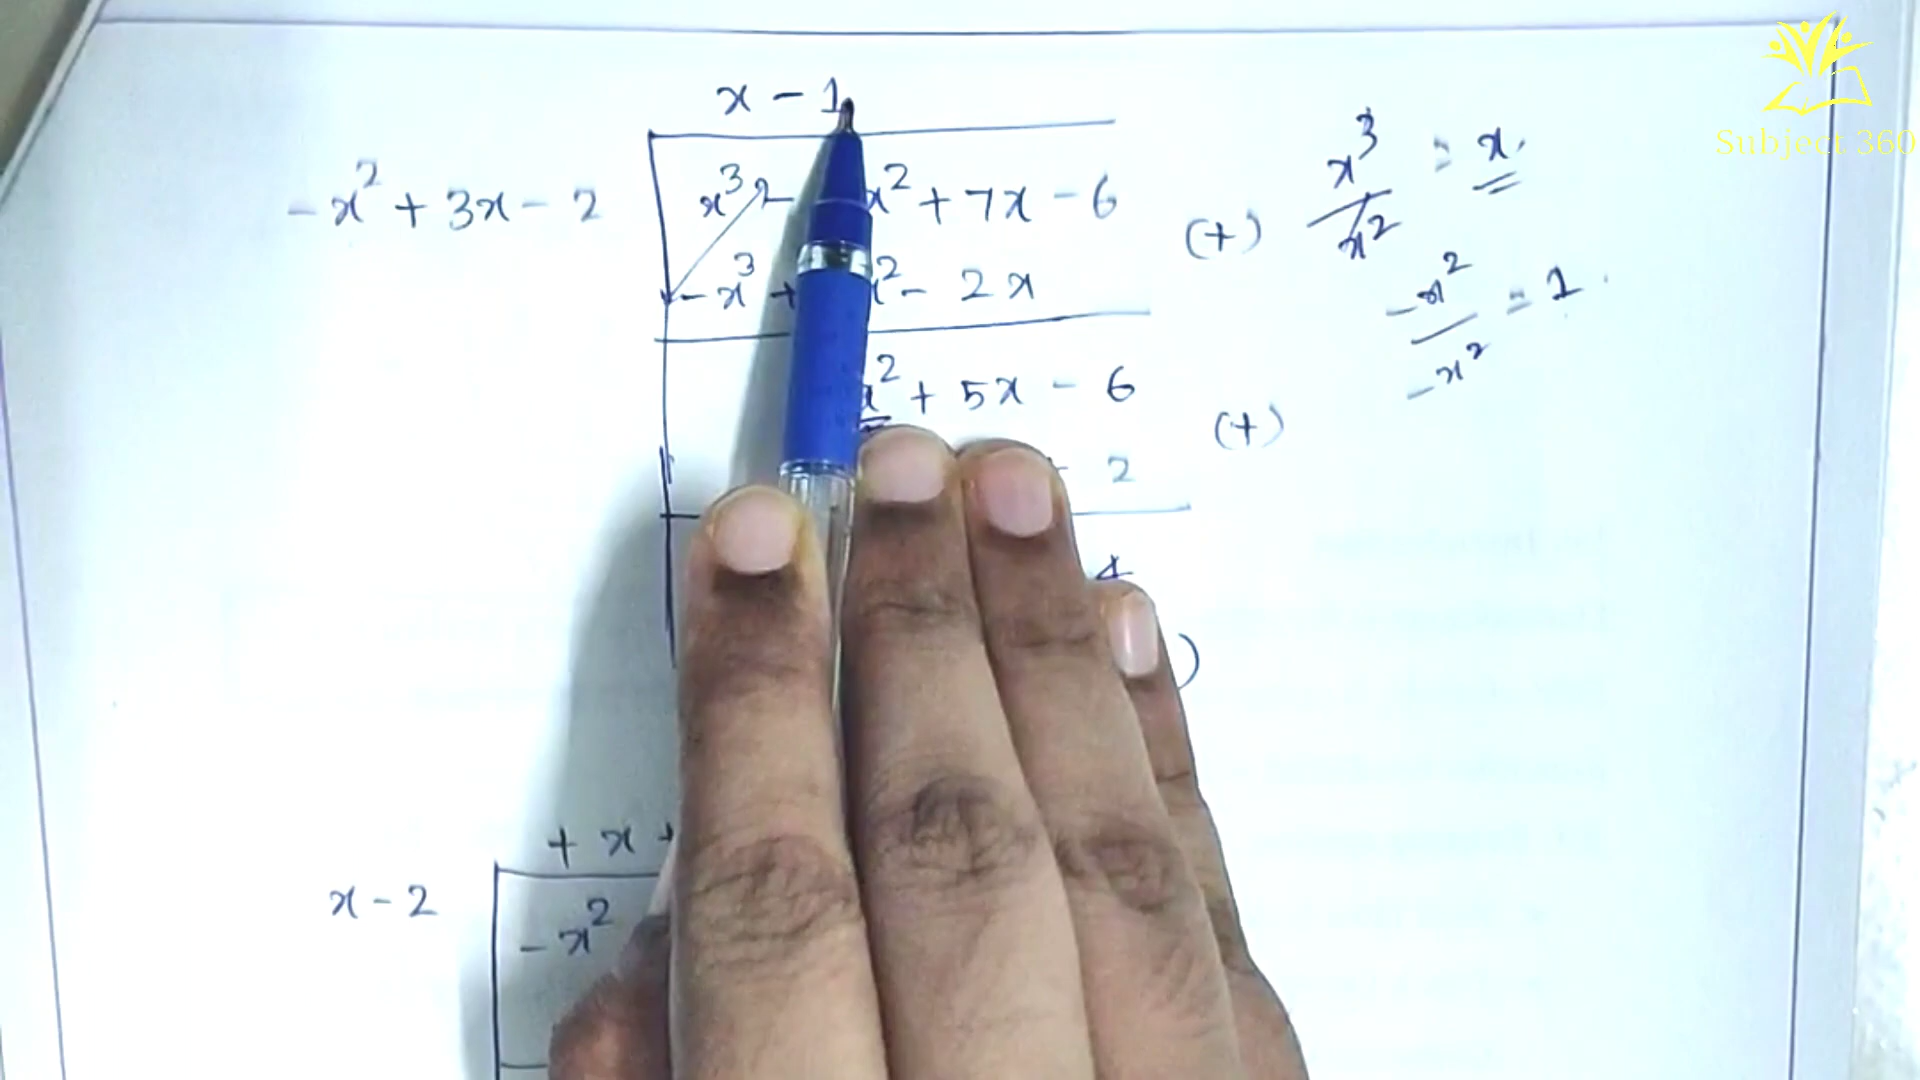 x - 1
-x² + 3x - 2
x³ - x² + 7x - 6 (+)
-x³ + x² - 2x
x² + 5x - 6 (+)
- 2
4
)
x³/x² = x.
-x²/-x² = 1
+ x +
x - 2
-x²
Subject 360